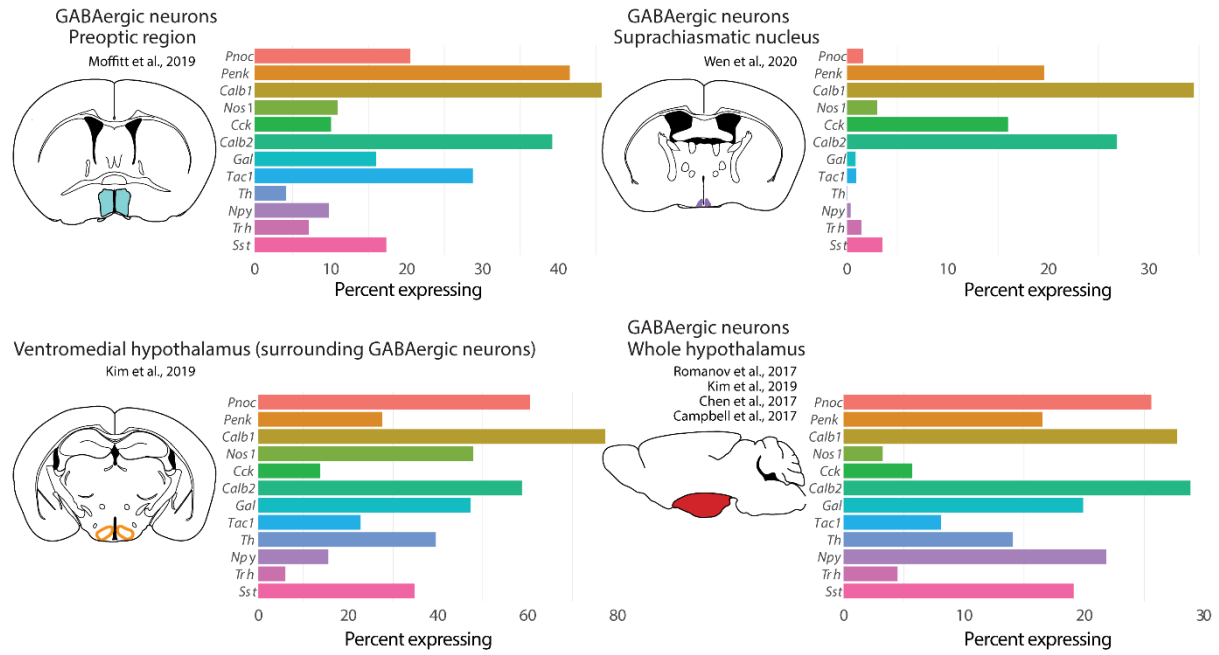 GABAergic neurons
Preoptic region
Moffitt et al., 2019
Pnoc
Penk
Calb1
Nos1
Cck
Calb2
Gal
Tac1
Th
Npy
Trh
Sst
0 10 20 30 40
Percent expressing
GABAergic neurons
Suprachiasmatic nucleus
Wen et al., 2020
Pnoc
Penk
Calb1
Nos1
Cck
Calb2
Gal
Tac1
Th
Npy
Trh
Sst
0 10 20 30
Percent expressing
Ventromedial hypothalamus (surrounding GABAergic neurons)
Kim et al., 2019
Pnoc
Penk
Calb1
Nos1
Cck
Calb2
Gal
Tac1
Th
Npy
Trh
Sst
0 20 40 60 80
Percent expressing
GABAergic neurons
Whole hypothalamus
Romanov et al., 2017
Kim et al., 2019
Chen et al., 2017
Campbell et al., 2017
Pnoc
Penk
Calb1
Nos1
Cck
Calb2
Gal
Tac1
Th
Npy
Trh
Sst
0 10 20 30
Percent expressing